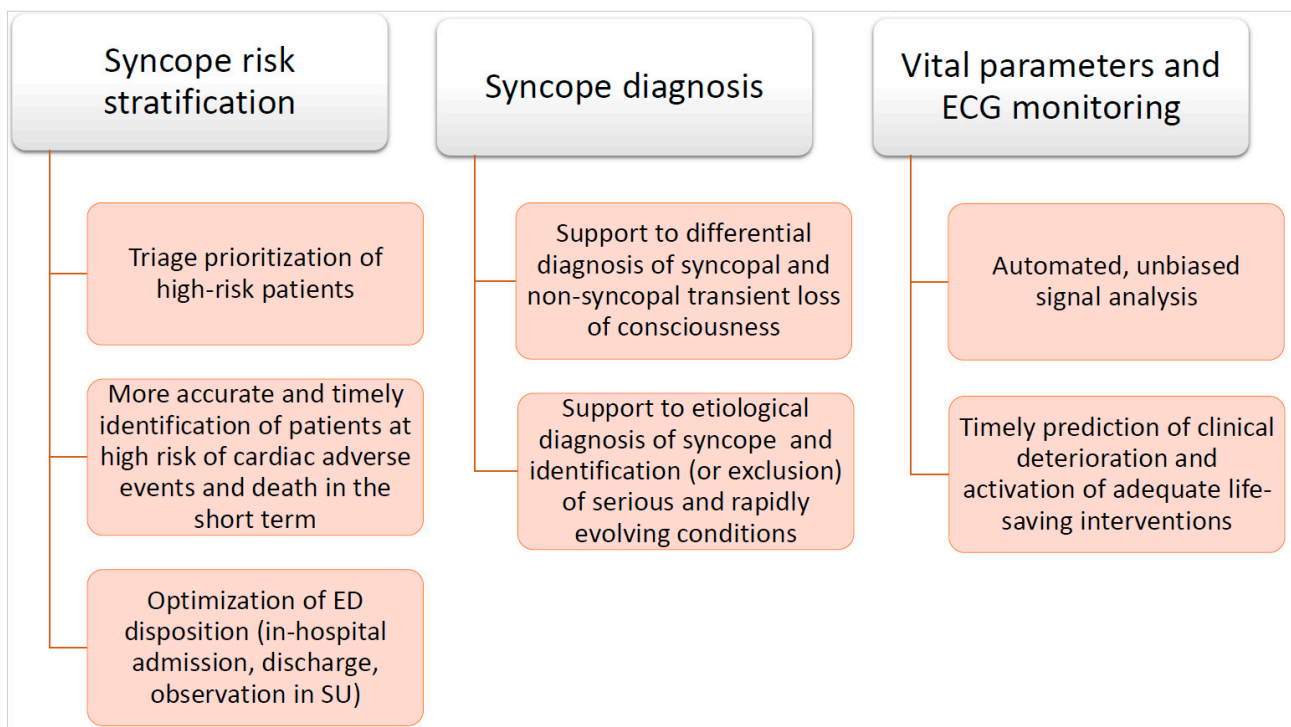 Syncope risk
stratification
Triage prioritization of
high-risk patients
More accurate and timely
identification of patients at
high risk of cardiac adverse
events and death in the
short term
Optimization of ED
disposition (in-hospital
admission, discharge,
observation in SU)
Syncope diagnosis
Support to differential
diagnosis of syncopal and
non-syncopal transient loss
of consciousness
Support to etiological
diagnosis of syncope and
identification (or exclusion)
of serious and rapidly
evolving conditions
Vital parameters and
ECG monitoring
Automated, unbiased
signal analysis
Timely prediction of clinical
deterioration and
activation of adequate life-
saving interventions